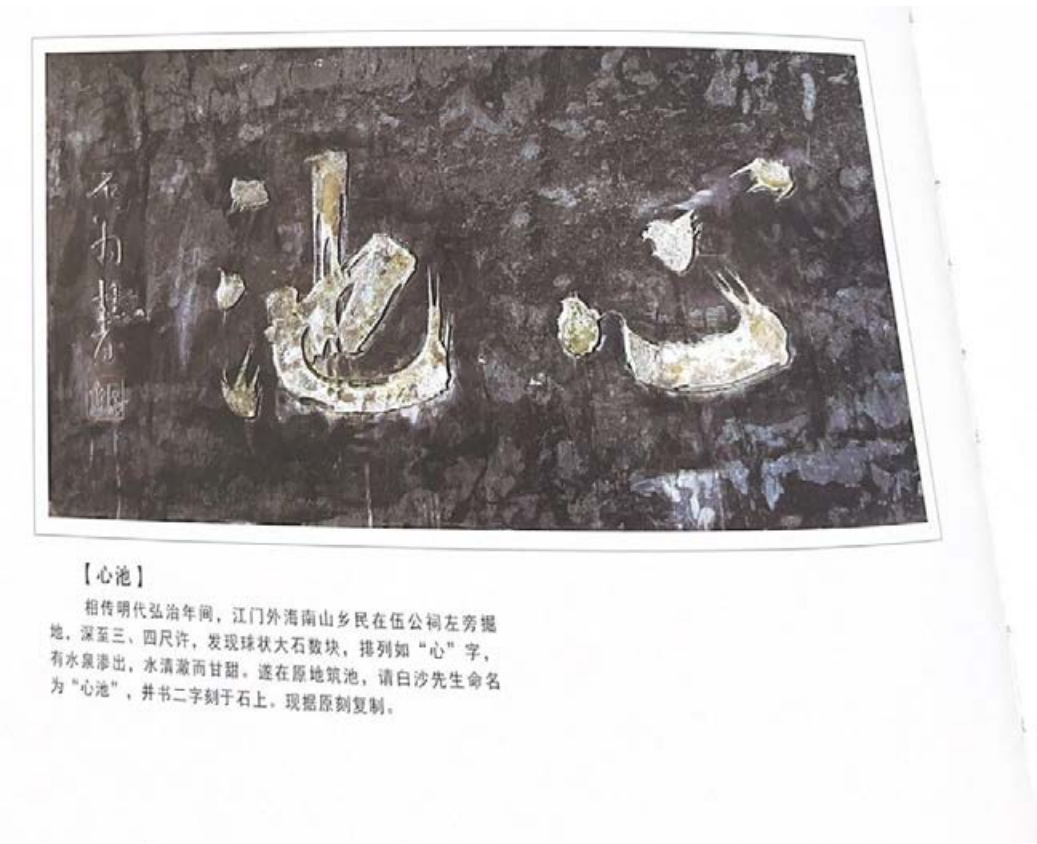 心池
石翁
【心池】
相传明代弘治年间，江门外海南山乡民在伍公祠左旁掘
地，深至三、四尺许，发现球状大石数块，排列如“心”字，
有水泉渗出，水清澈而甘甜。遂在原地筑池，请白沙先生命名
为“心池”，并书二字刻于石上。现据原刻复制。